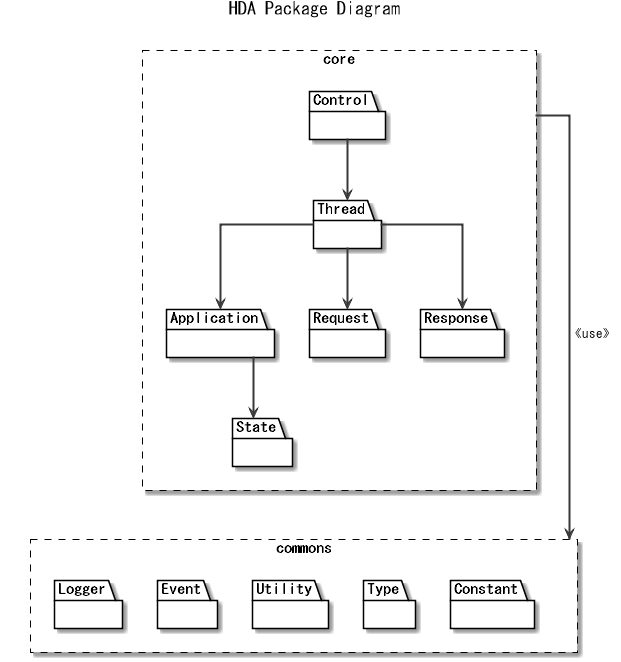 HDA Package Diagram
core
Control
Thread
Application
Request
Response
《use》
State
commons
Logger
Event
Utility
Type
Constant